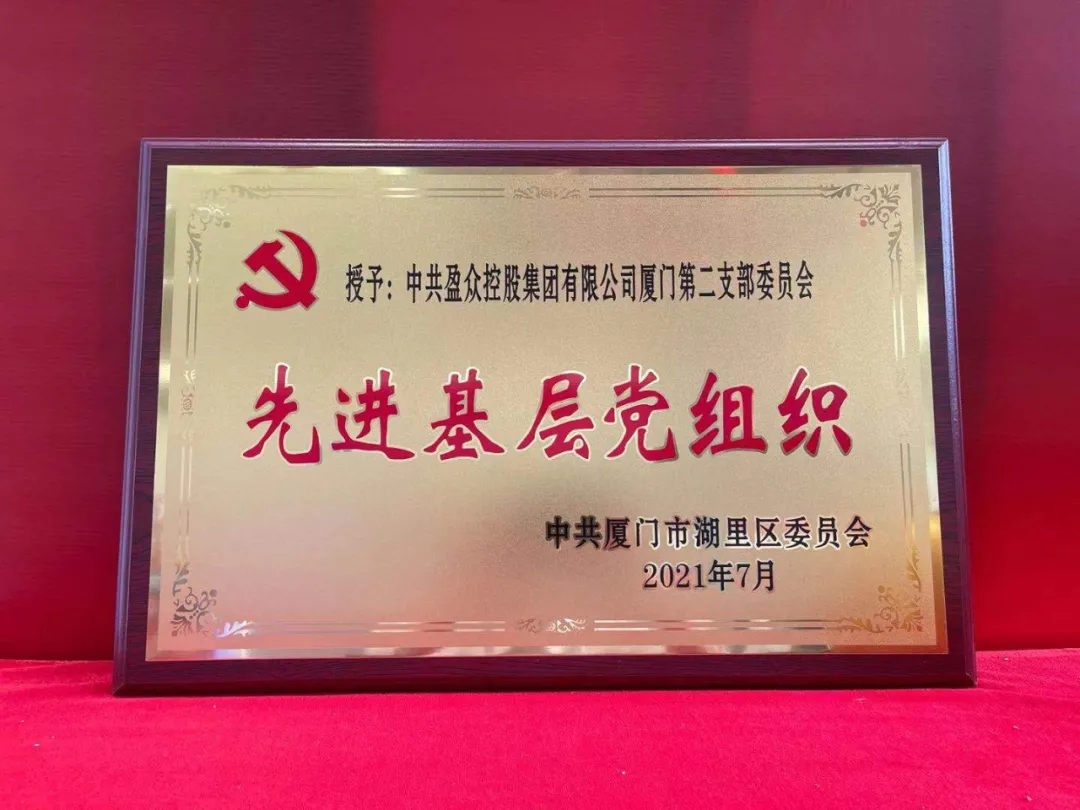 授予：中共盈众控股集团有限公司厦门第二支部委员会
先进基层党组织
中共厦门市湖里区委员会
2021年7月